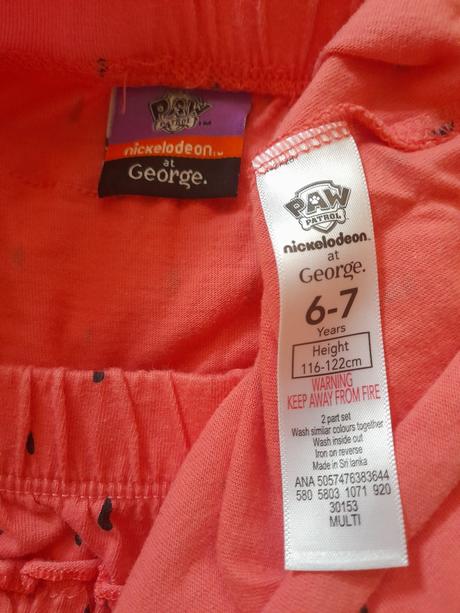 PAW
PATROL
TM
nickelodeon
at
George.
PAW
PATROL
nickelodeon
at
George.
6-7
Years
Height
116-122cm
WARNING
KEEP AWAY FROM FIRE
2 part set
Wash similar colours together
Wash inside out
Iron on reverse
Made in Sri lanka
ANA 5057476383644
580 5803 1071 920
30153
MULTI